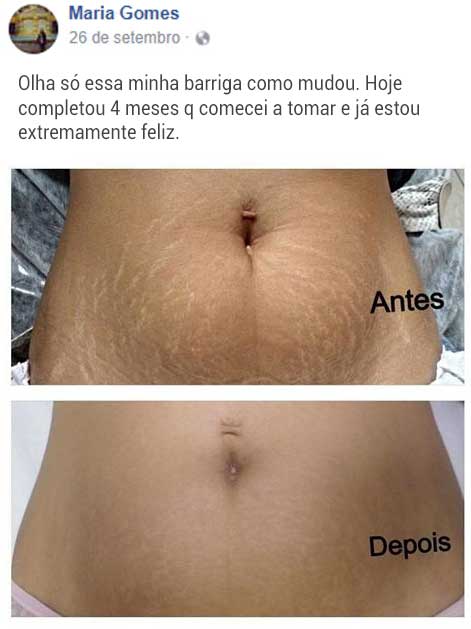 Maria Gomes
26 de setembro ·
Olha só essa minha barriga como mudou. Hoje
completou 4 meses q comecei a tomar e já estou
extremamente feliz.
Antes
Depois